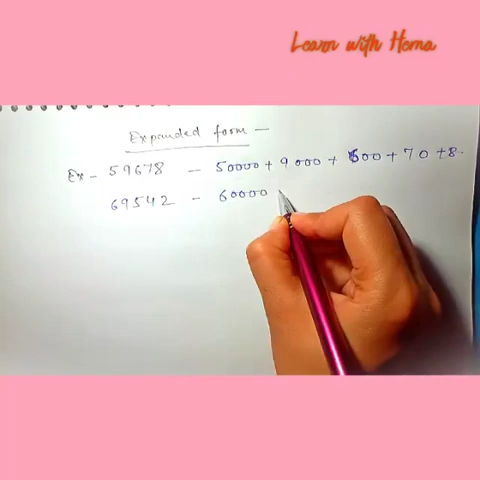 Learn with Hema
Expanded form -
Ex - 59678 - 50000 + 9000 + 600 + 70 + 8.
69542 - 60000